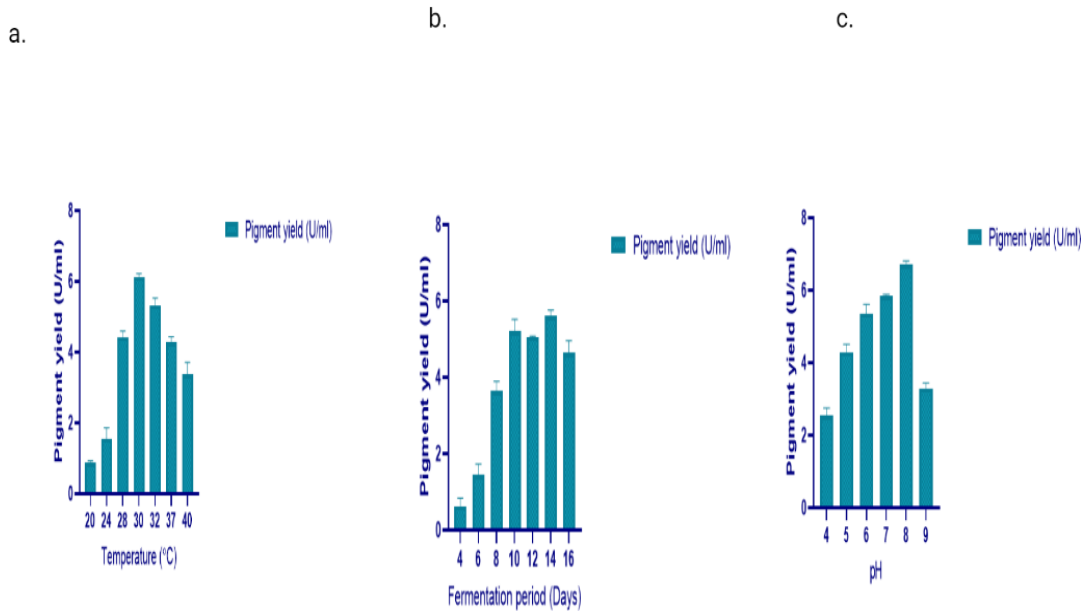 a.
b.
c.
Pigment yield (U/ml)
8
6
4
2
0
20 24 28 30 32 37 40
Temperature (°C)
Pigment yield (U/ml)
Pigment yield (U/ml)
8
6
4
2
0
4 6 8 10 12 14 16
Fermentation period (Days)
Pigment yield (U/ml)
Pigment yield (U/ml)
8
6
4
2
0
4 5 6 7 8 9
pH
Pigment yield (U/ml)